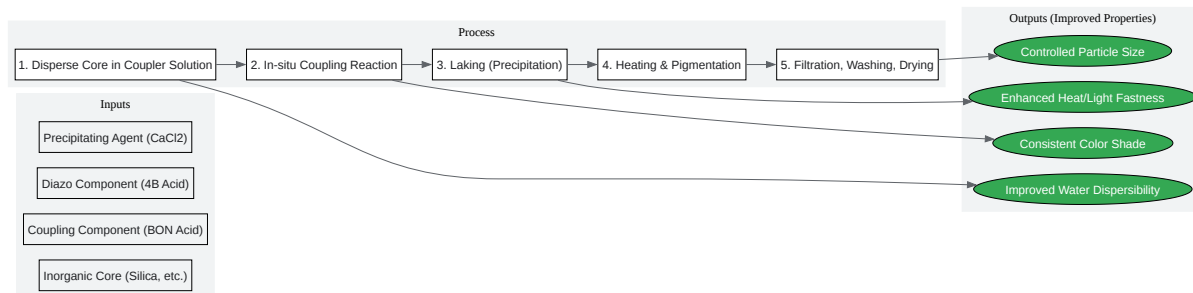 Process
1. Disperse Core in Coupler Solution
2. In-situ Coupling Reaction
3. Laking (Precipitation)
4. Heating & Pigmentation
5. Filtration, Washing, Drying
Inputs
Precipitating Agent (CaCl2)
Diazo Component (4B Acid)
Coupling Component (BON Acid)
Inorganic Core (Silica, etc.)
Outputs (Improved Properties)
Controlled Particle Size
Enhanced Heat/Light Fastness
Consistent Color Shade
Improved Water Dispersibility